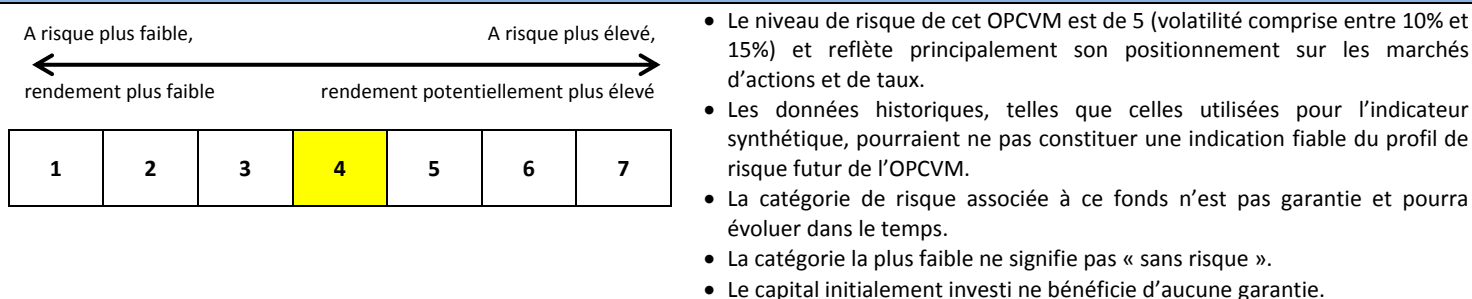 A risque plus faible, A risque plus élevé,
rendement plus faible rendement potentiellement plus élevé
1 2 3 4 5 6 7
• Le niveau de risque de cet OPCVM est de 5 (volatilité comprise entre 10% et
15%) et reflète principalement son positionnement sur les marchés
d’actions et de taux.
• Les données historiques, telles que celles utilisées pour l’indicateur
synthétique, pourraient ne pas constituer une indication fiable du profil de
risque futur de l’OPCVM.
• La catégorie de risque associée à ce fonds n’est pas garantie et pourra
évoluer dans le temps.
• La catégorie la plus faible ne signifie pas « sans risque ».
• Le capital initialement investi ne bénéficie d’aucune garantie.